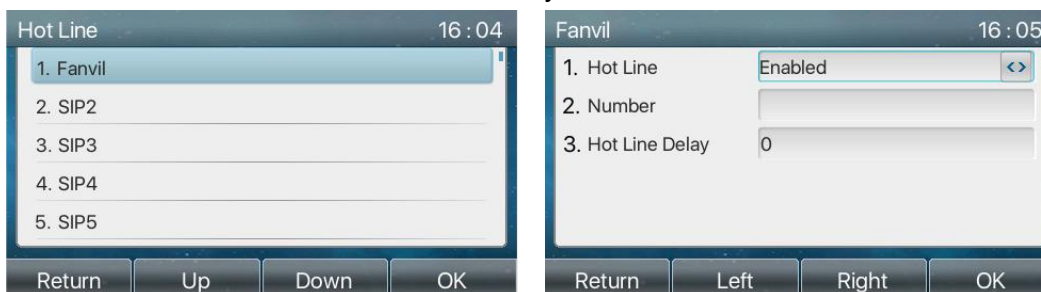 Hot Line 16:04
1. Fanvil
2. SIP2
3. SIP3
4. SIP4
5. SIP5
Return Up Down OK
Fanvil 16:05
1. Hot Line Enabled <>
2. Number
3. Hot Line Delay 0
Return Left Right OK